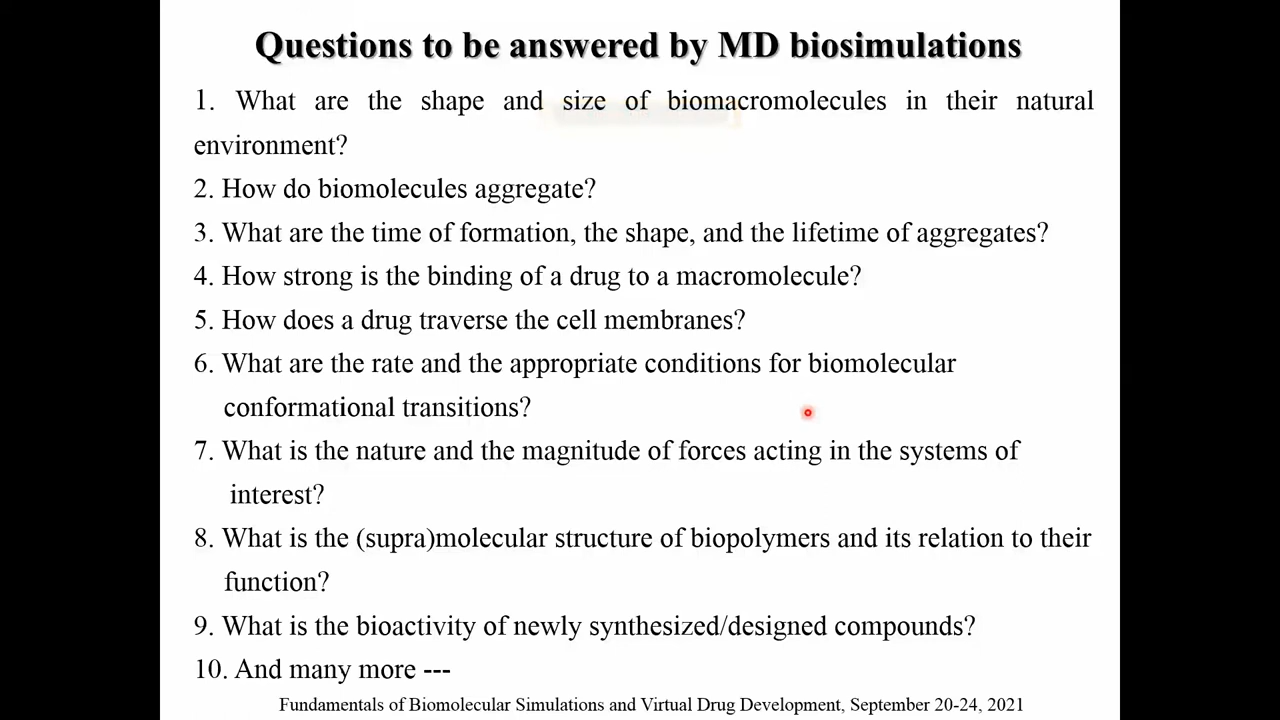 Questions to be answered by MD biosimulations
1. What are the shape and size of biomacromolecules in their natural
environment?
2. How do biomolecules aggregate?
3. What are the time of formation, the shape, and the lifetime of aggregates?
4. How strong is the binding of a drug to a macromolecule?
5. How does a drug traverse the cell membranes?
6. What are the rate and the appropriate conditions for biomolecular
conformational transitions?
7. What is the nature and the magnitude of forces acting in the systems of
interest?
8. What is the (supra)molecular structure of biopolymers and its relation to their
function?
9. What is the bioactivity of newly synthesized/designed compounds?
10. And many more ---
Fundamentals of Biomolecular Simulations and Virtual Drug Development, September 20-24, 2021